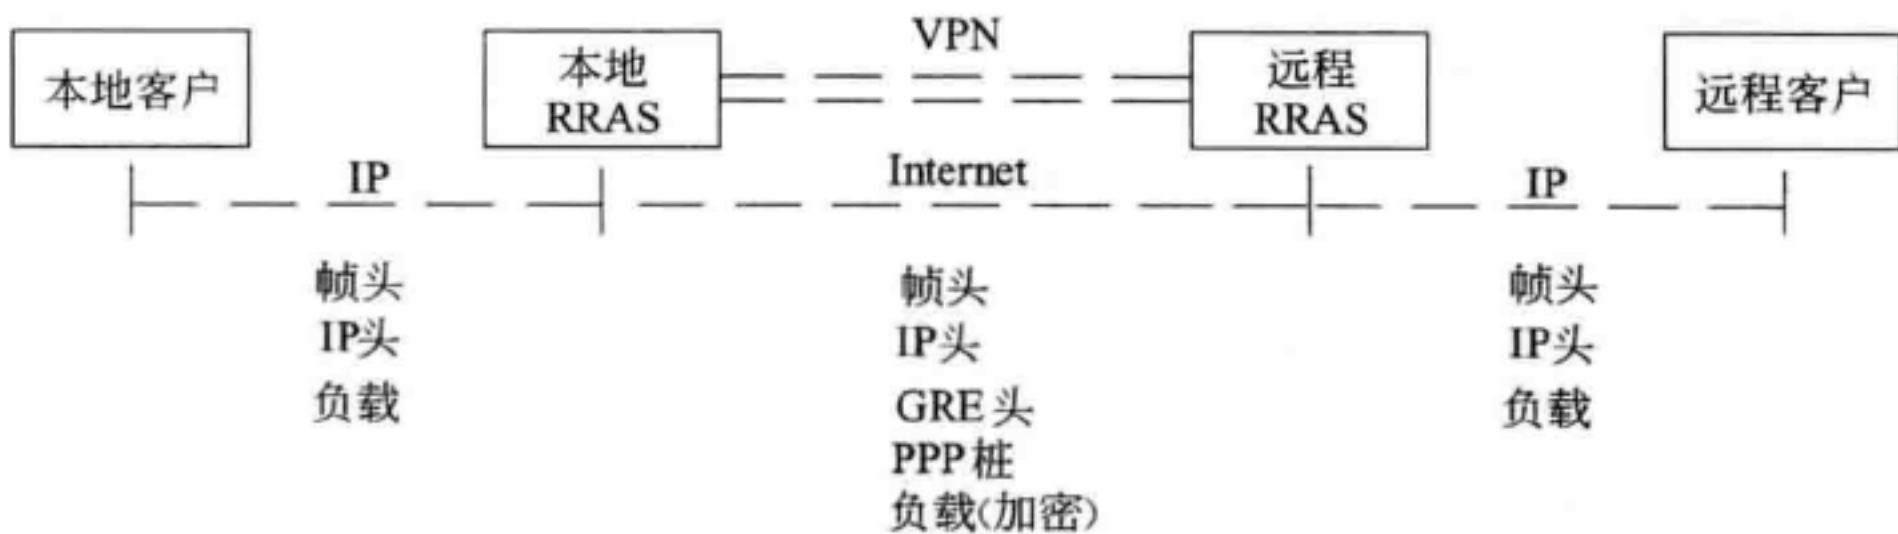 VPN
本地客户
本地
RRAS
远程
RRAS
远程客户
IP
Internet
IP
帧头
IP头
负载
帧头
IP头
GRE头
PPP桩
负载(加密)
帧头
IP头
负载